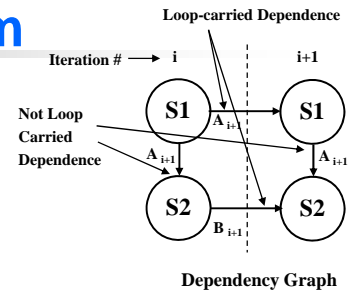 m
Loop-carried Dependence
Iteration # i i+1
S1 S1
Not Loop
Carried
Dependence
A i+1
A i+1 A i+1
S2 S2
B i+1
Dependency Graph